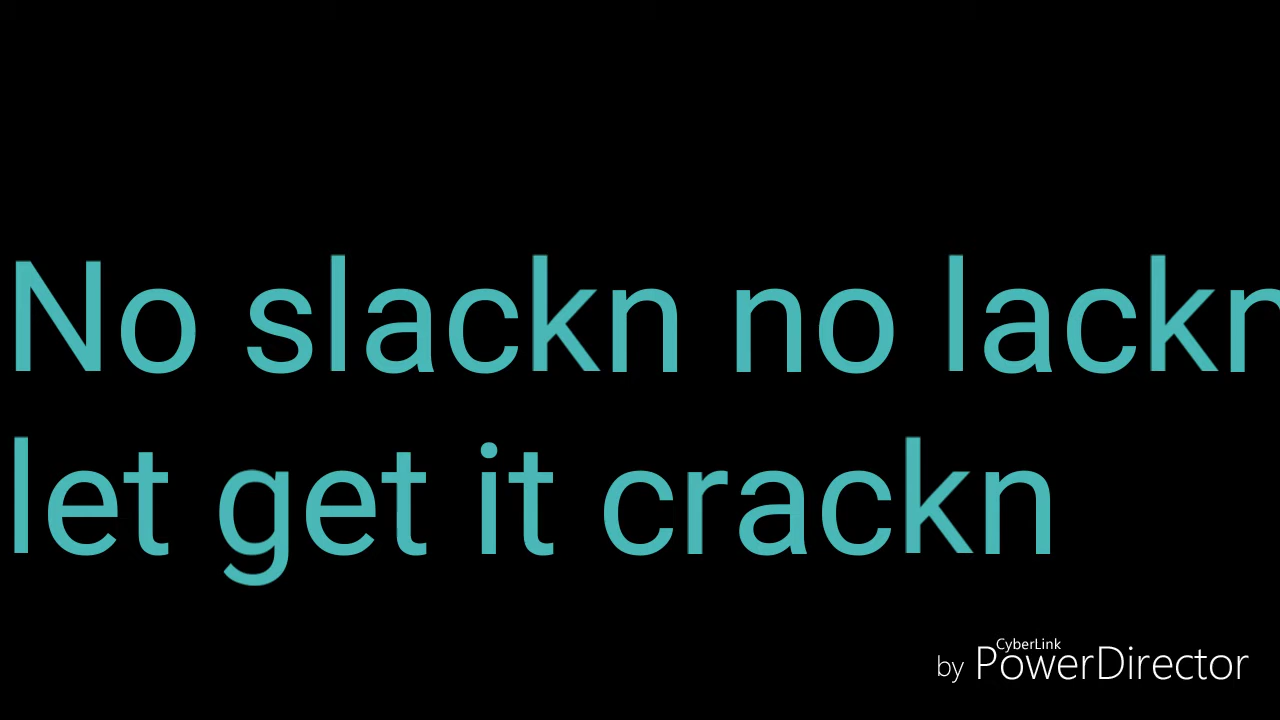 No slackn no lackn
let get it crackn
CyberLink
by PowerDirector